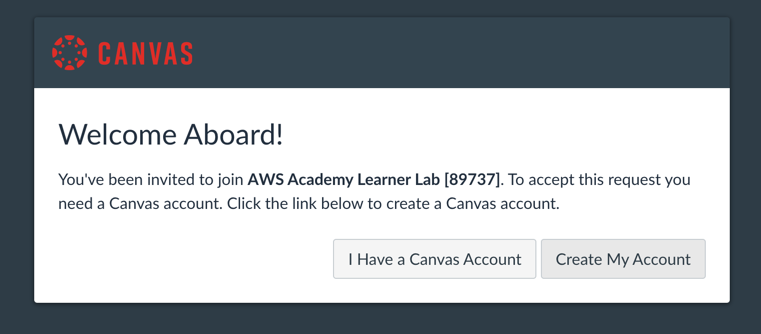 CANVAS
Welcome Aboard!
You've been invited to join AWS Academy Learner Lab [89737]. To accept this request you
need a Canvas account. Click the link below to create a Canvas account.
I Have a Canvas Account
Create My Account